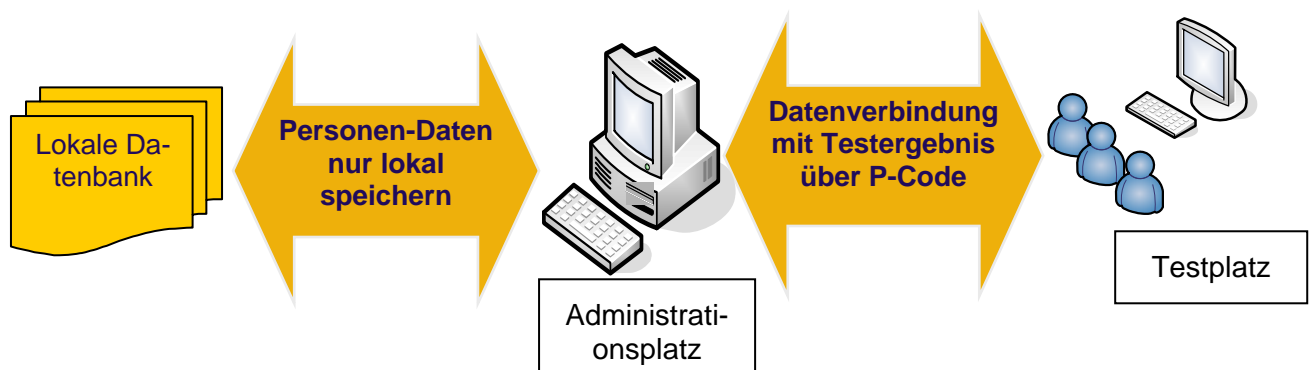 Lokale Da-
tenbank
Personen-Daten
nur lokal
speichern
Datenverbindung
mit Testergebnis
über P-Code
Administrati-
onsplatz
Testplatz